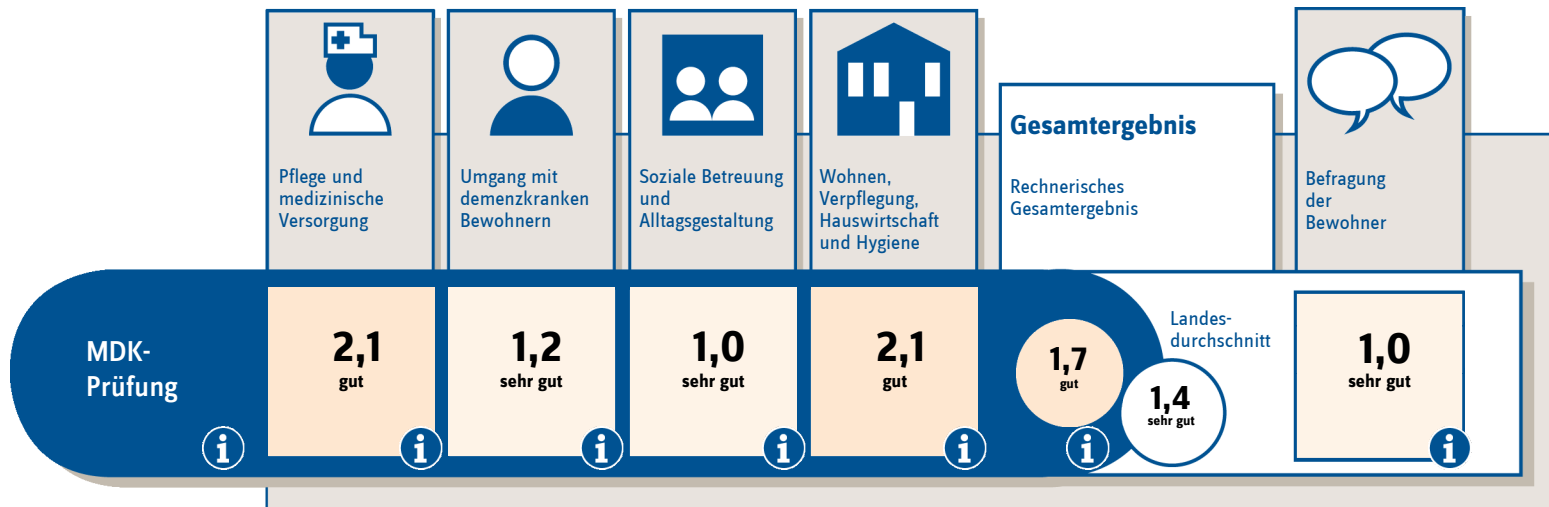 Pflege und
medizinische
Versorgung
Umgang mit
demenzkranken
Bewohnern
Soziale Betreuung
und
Alltagsgestaltung
Wohnen,
Verpflegung,
Hauswirtschaft
und Hygiene
Gesamtergebnis
Rechnerisches
Gesamtergebnis
Befragung
der
Bewohner
MDK-
Prüfung
i
2,1
gut
i
1,2
sehr gut
i
1,0
sehr gut
i
2,1
gut
i
1,7
gut
i
Landes-
durchschnitt
1,4
sehr gut
1,0
sehr gut
i